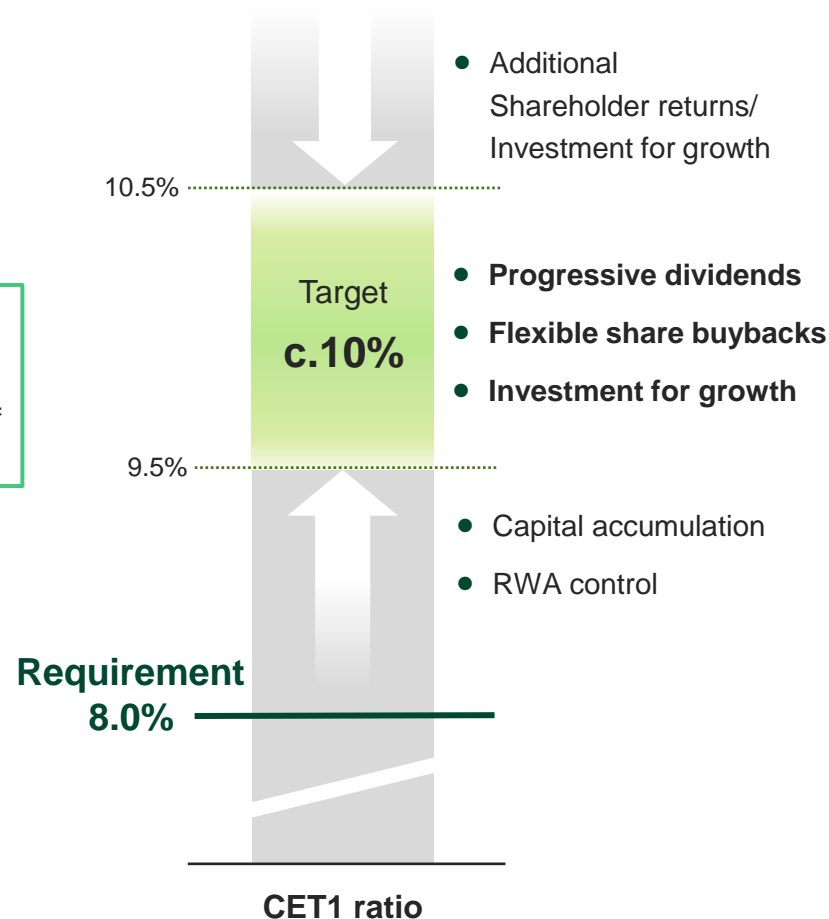 Additional
Shareholder returns/
Investment for growth
10.5%
Target
c.10%
Progressive dividends
Flexible share buybacks
Investment for growth
9.5%
Capital accumulation
RWA control
Requirement
8.0%
CET1 ratio